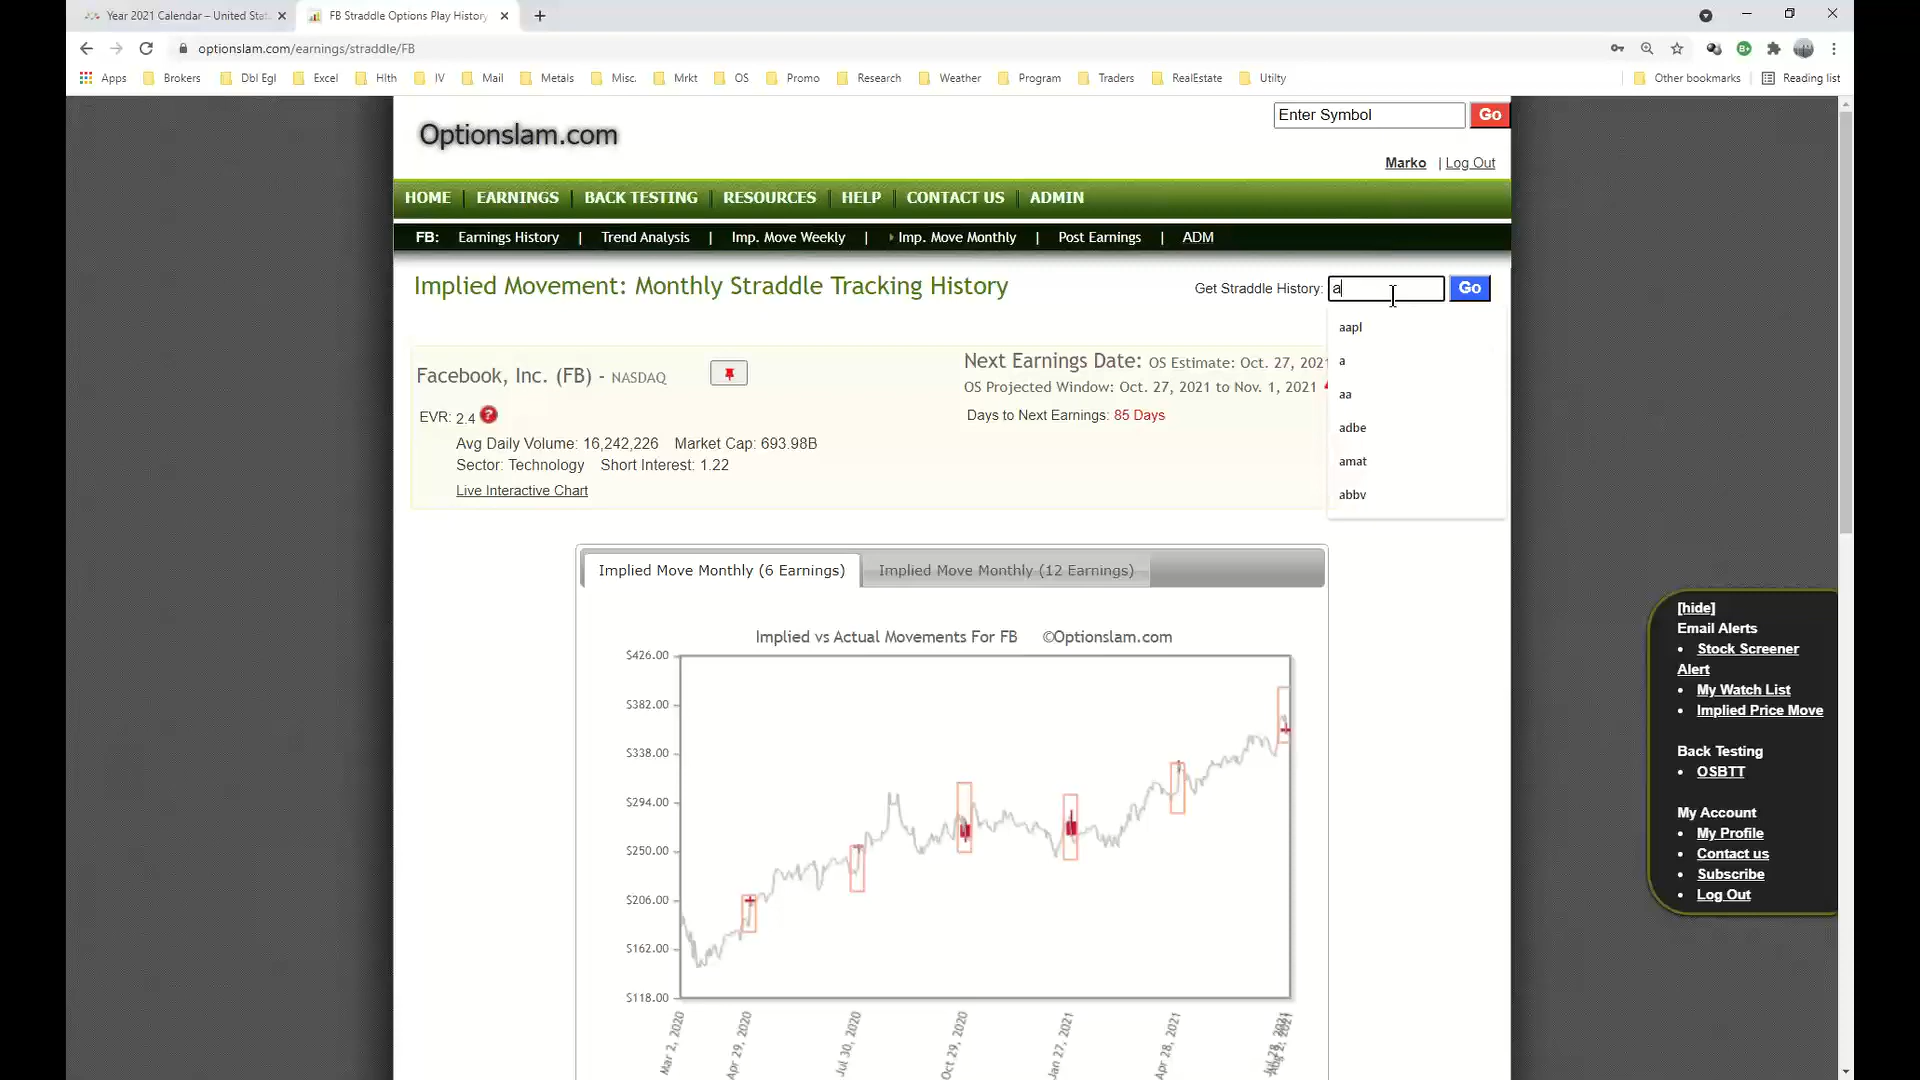 Year 2021 Calendar – United Stat
FB Straddle Options Play History
optionslam.com/earnings/straddle/FB
Apps Brokers Dbl Egl Excel Hlth IV Mail Metals Misc. Mrkt OS Promo Research Weather Program Traders RealEstate Utilty Other bookmarks Reading list
Enter Symbol Go
Optionslam.com
Marko | Log Out
HOME EARNINGS BACK TESTING RESOURCES HELP CONTACT US ADMIN
FB: Earnings History | Trend Analysis | Imp. Move Weekly | Imp. Move Monthly | Post Earnings | ADM
Implied Movement: Monthly Straddle Tracking History
Get Straddle History: a Go
aapl
a
aa
adbe
amat
abbv
Facebook, Inc. (FB) - NASDAQ
Next Earnings Date: OS Estimate: Oct. 27, 2021
OS Projected Window: Oct. 27, 2021 to Nov. 1, 2021
EVR: 2.4 ?
Days to Next Earnings: 85 Days
Avg Daily Volume: 16,242,226 Market Cap: 693.98B
Sector: Technology Short Interest: 1.22
Live Interactive Chart
Implied Move Monthly (6 Earnings) Implied Move Monthly (12 Earnings)
Implied vs Actual Movements For FB ©Optionslam.com
$426.00
$382.00
$338.00
$294.00
$250.00
$206.00
$162.00
$118.00
Mar 2, 2020
Apr 29, 2020
Jul 30, 2020
Oct 29, 2020
Jan 27, 2021
Apr 28, 2021
[hide]
Email Alerts
• Stock Screener
Alert
• My Watch List
• Implied Price Move
Back Testing
• OSBTT
My Account
• My Profile
• Contact us
• Subscribe
• Log Out